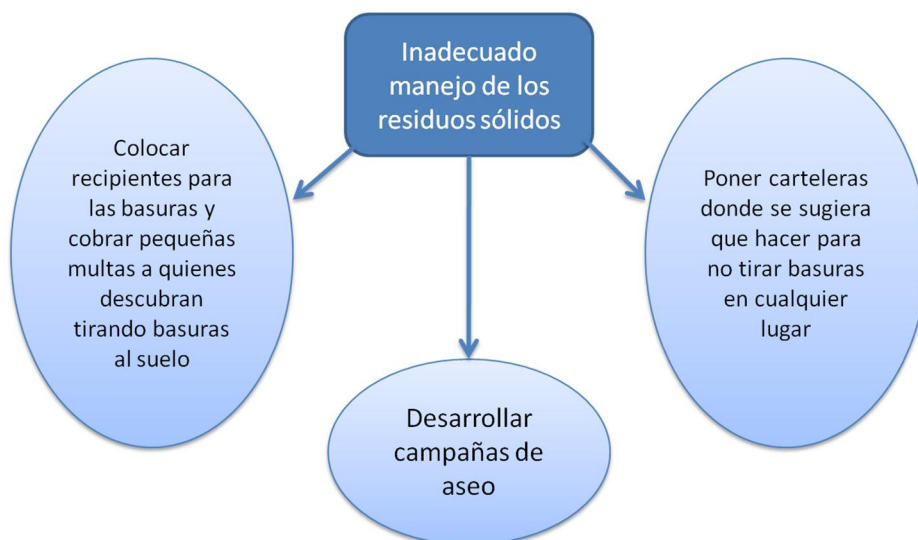 Inadecuado
manejo de los
residuos sólidos
Colocar
recipientes para
las basuras y
cobrar pequeñas
multas a quienes
descubran
tirando basuras
al suelo
Desarrollar
campañas de
aseo
Poner carteleras
donde se sugiera
que hacer para
no tirar basuras
en cualquier
lugar